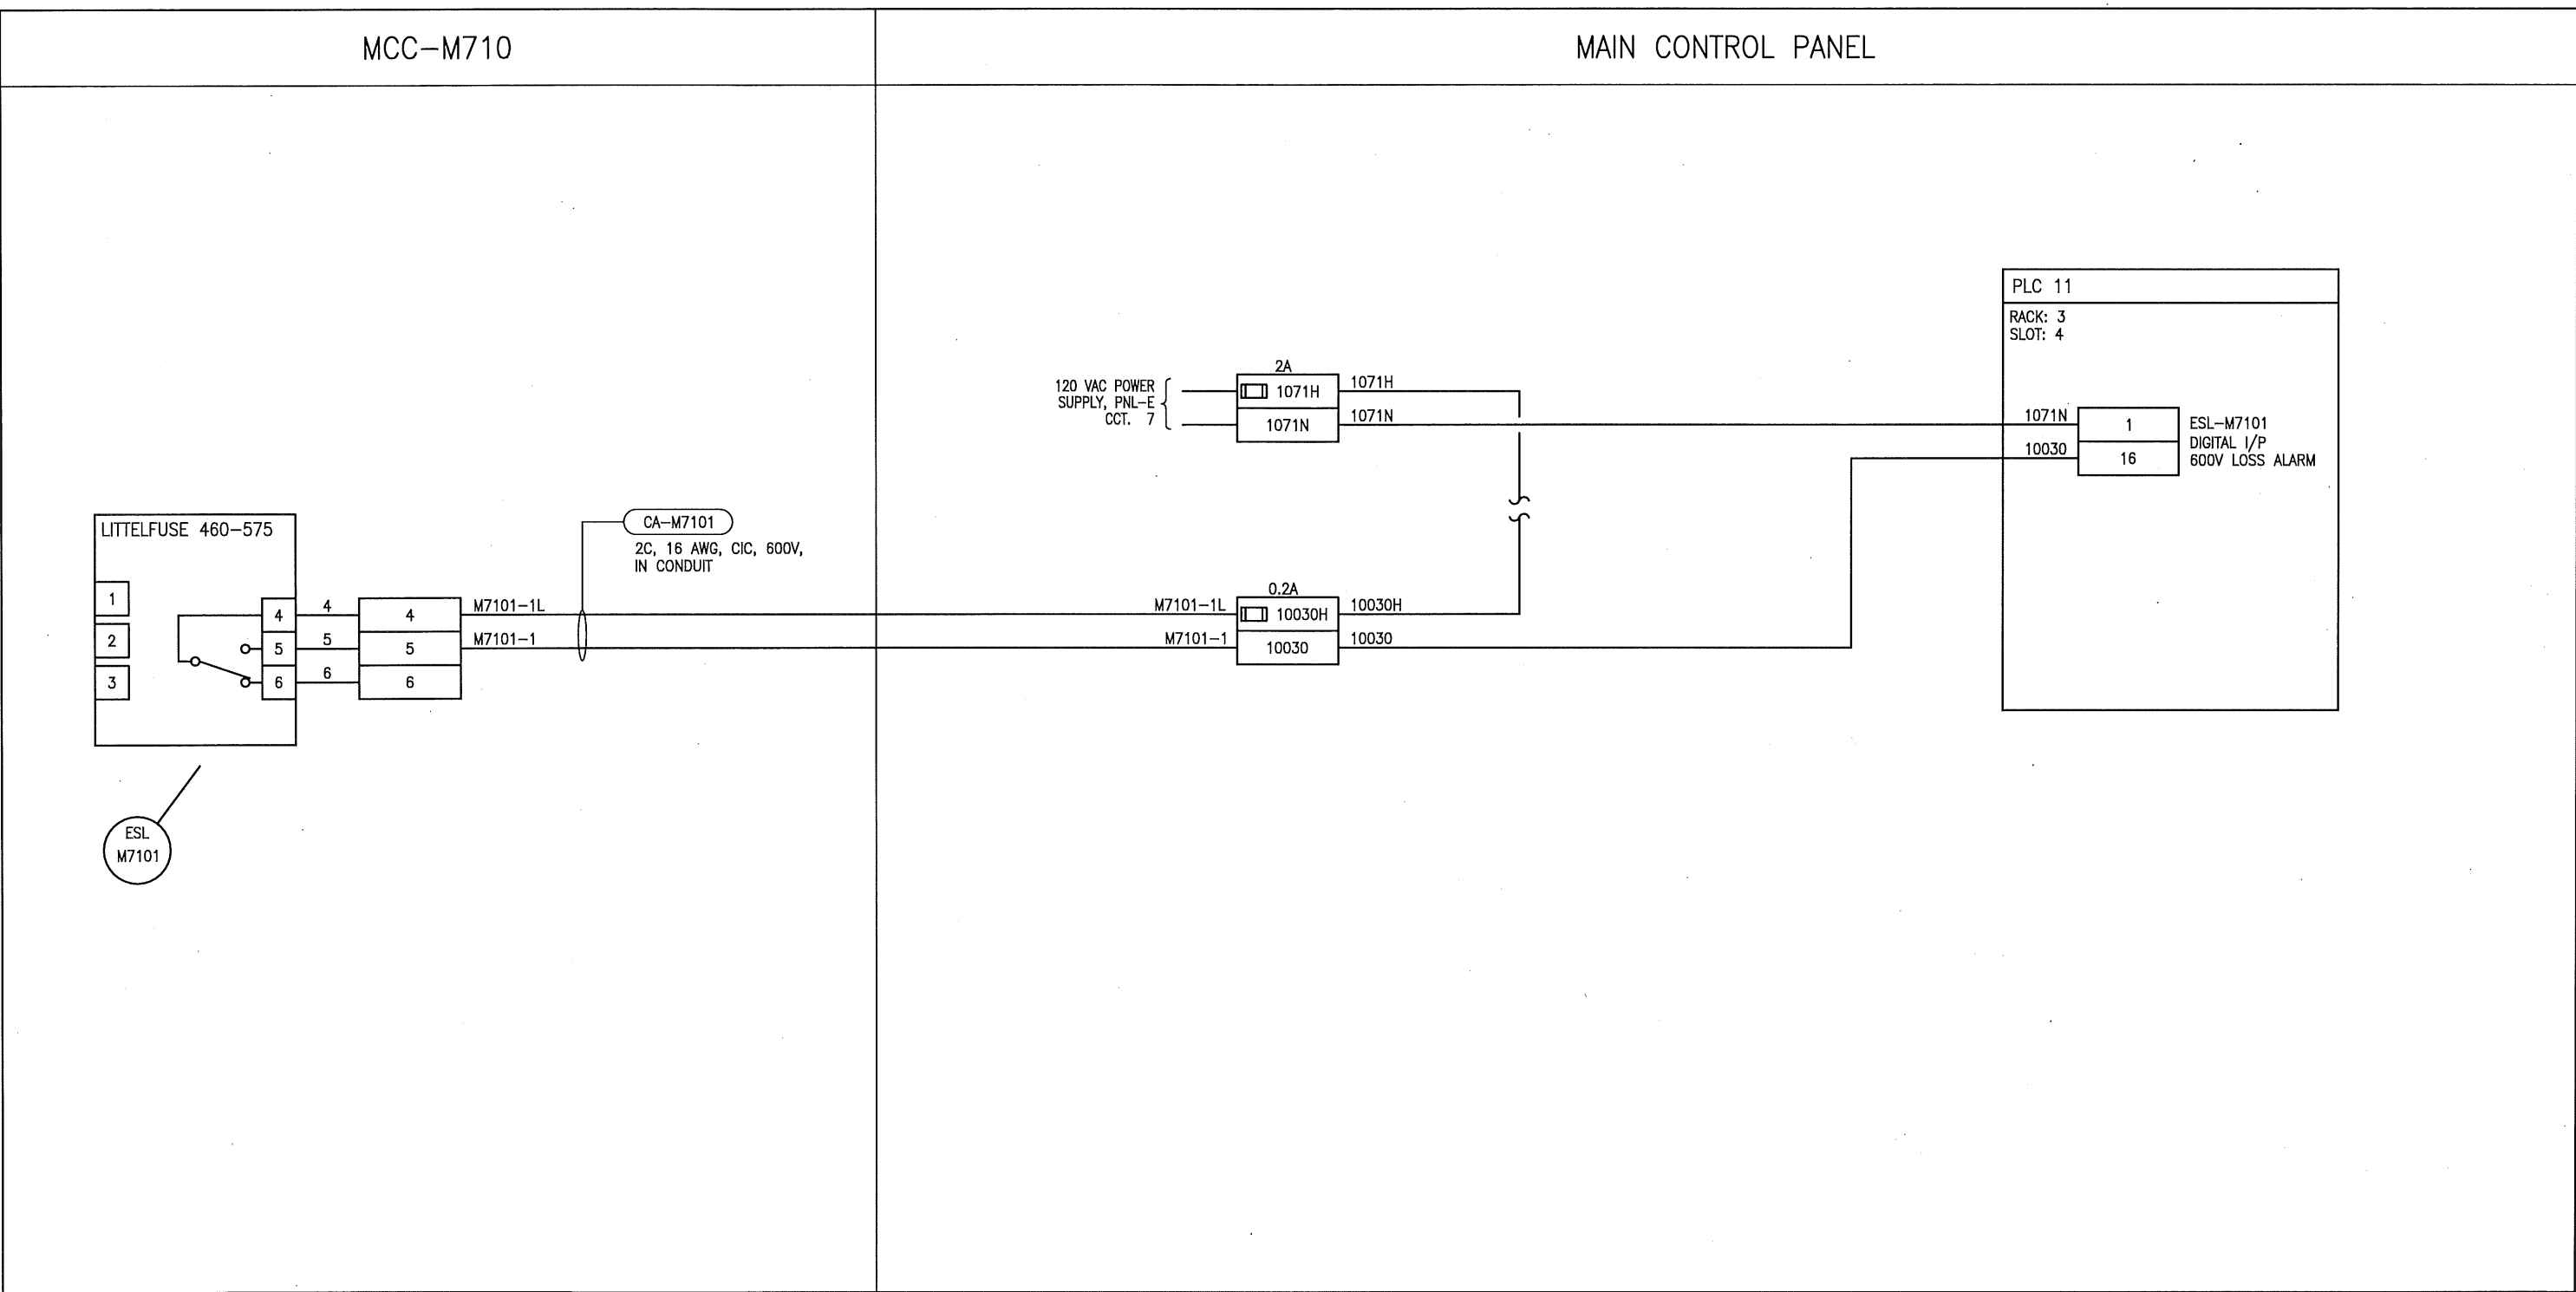 MCC-M710
MAIN CONTROL PANEL
PLC 11
RACK: 3
SLOT: 4
2A
120 VAC POWER
SUPPLY, PNL-E
CCT. 7
1071H
1071H
1071N
1071N
1071N
1
ESL-M7101
DIGITAL I/P
600V LOSS ALARM
10030
16
LITTELFUSE 460-575
CA-M7101
2C, 16 AWG, CIC, 600V,
IN CONDUIT
0.2A
1
2
3
4
4
4
M7101-1L
M7101-1L
10030H
10030H
5
5
5
M7101-1
M7101-1
10030
10030
6
6
6
ESL
M7101